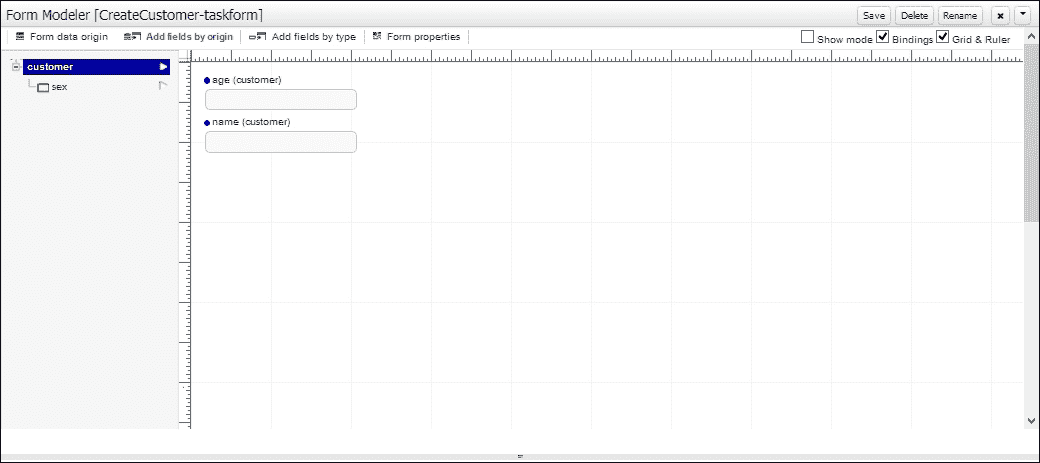 Form Modeler [CreateCustomer-taskform]
Save Delete Rename
Form data origin Add fields by origin Add fields by type Form properties Show mode Bindings Grid & Ruler
customer
sex
age (customer)
name (customer)